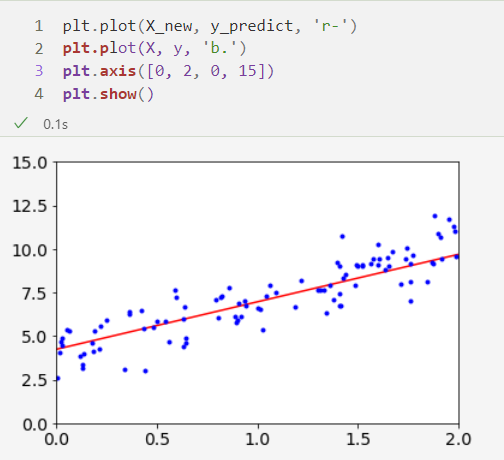 1 plt.plot(X_new, y_predict, 'r-')
2 plt.plot(X, y, 'b.')
3 plt.axis([0, 2, 0, 15])
4 plt.show()
✓ 0.1s
15.0
12.5
10.0
7.5
5.0
2.5
0.0
0.0 0.5 1.0 1.5 2.0